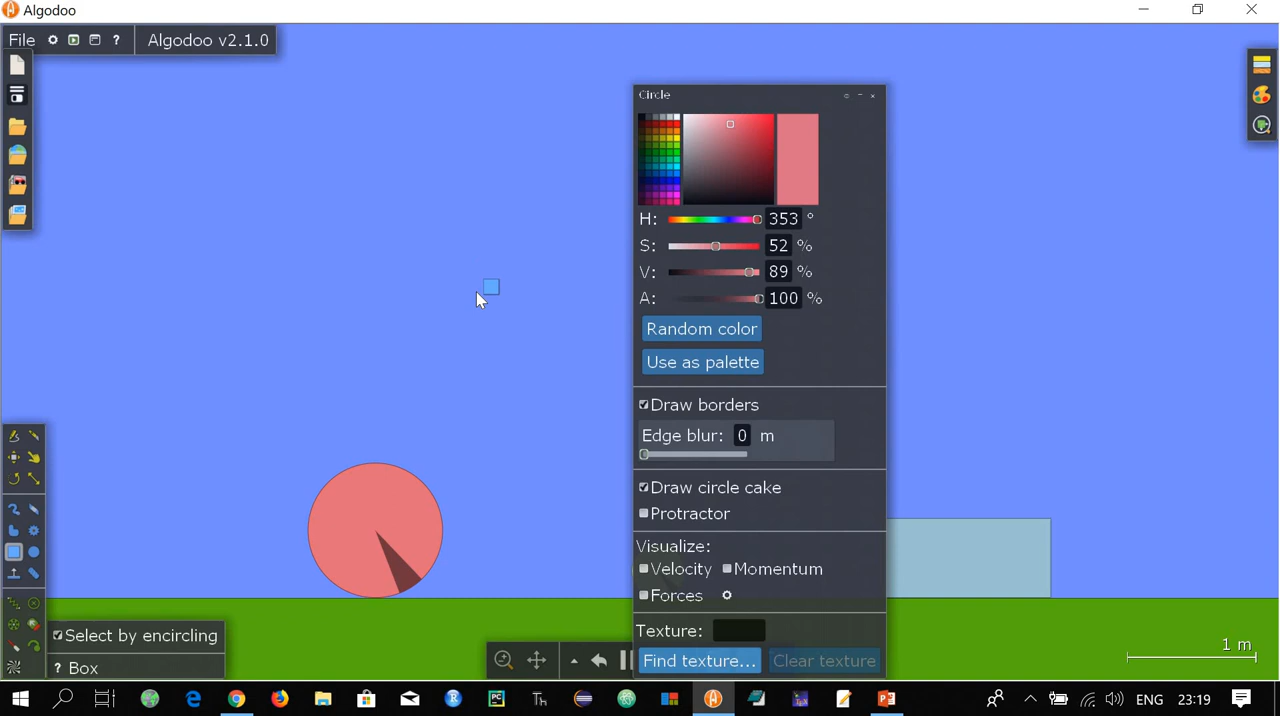 Algodoo
File ? Algodoo v2.1.0
Circle
H: 353 °
S: 52 %
V: 89 %
A: 100 %
Random color
Use as palette
Draw borders
Edge blur: 0 m
Draw circle cake
Protractor
Visualize:
Velocity Momentum
Forces
Texture:
Find texture... Clear texture
Select by encircling
? Box
1 m
ENG 23:19